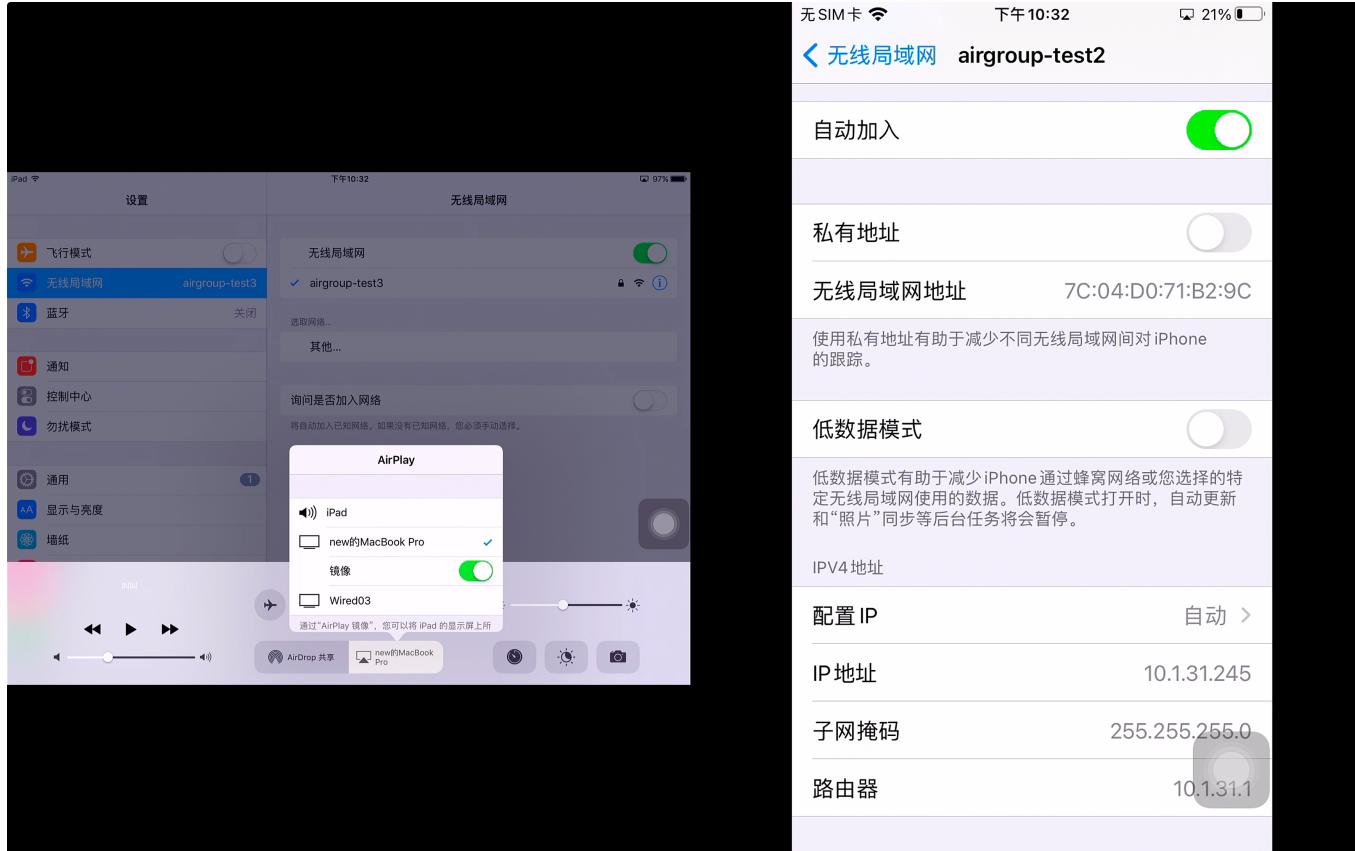 iPad
下午10:32
97%
设置
无线局域网
飞行模式
无线局域网
airgroup-test3
蓝牙
关闭
通知
控制中心
勿扰模式
通用
1
AA
显示与亮度
墙纸
无线局域网
airgroup-test3
选取网络...
其他...
询问是否加入网络
将自动加入已知网络。如果没有已知网络，您必须手动选择。
AirPlay
iPad
new的MacBook Pro
镜像
Wired03
通过“AirPlay 镜像”，您可以将 iPad 的显示屏上所
AirDrop 共享
new的MacBook
Pro
无SIM卡
下午10:32
21%
无线局域网
airgroup-test2
自动加入
私有地址
无线局域网地址
7C:04:D0:71:B2:9C
使用私有地址有助于减少不同无线局域网间对iPhone
的跟踪。
低数据模式
低数据模式有助于减少iPhone通过蜂窝网络或您选择的特
定无线局域网使用的数据。低数据模式打开时，自动更新
和“照片”同步等后台任务将会暂停。
IPV4地址
配置IP
自动
IP地址
10.1.31.245
子网掩码
255.255.255.0
路由器
10.1.31.1